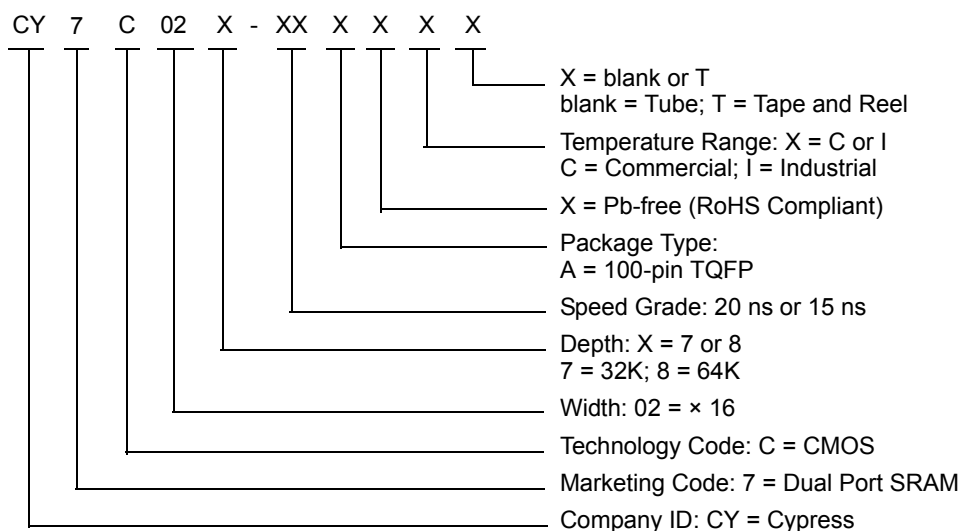 CY 7 C 02 X - XX X X X X
X = blank or T
blank = Tube; T = Tape and Reel
Temperature Range: X = C or I
C = Commercial; I = Industrial
X = Pb-free (RoHS Compliant)
Package Type:
A = 100-pin TQFP
Speed Grade: 20 ns or 15 ns
Depth: X = 7 or 8
7 = 32K; 8 = 64K
Width: 02 = × 16
Technology Code: C = CMOS
Marketing Code: 7 = Dual Port SRAM
Company ID: CY = Cypress